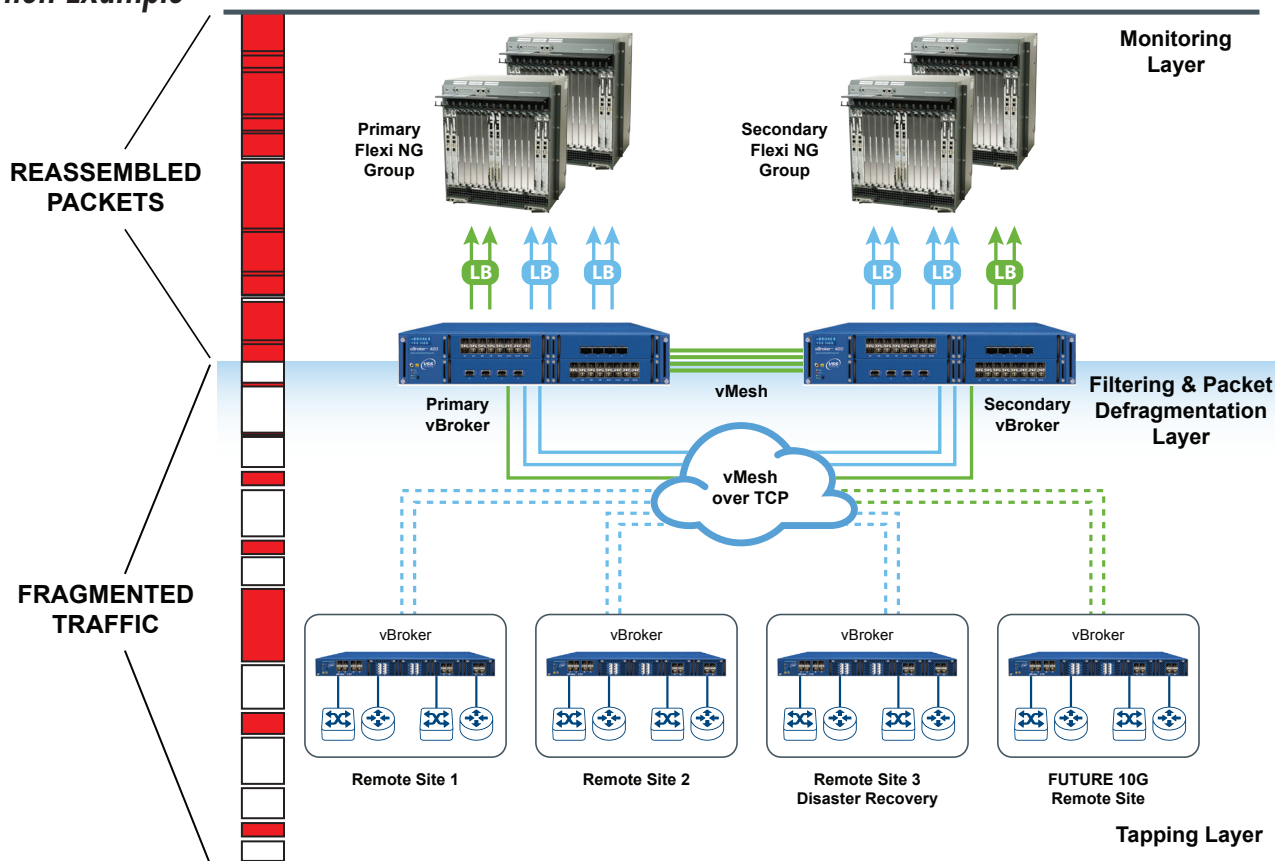 Monitoring
Layer
Primary
Flexi NG
Group
Secondary
Flexi NG
Group
REASSEMBLED
PACKETS
LB
LB
LB
LB
LB
LB
vMesh
Primary
vBroker
Secondary
vBroker
Filtering & Packet
Defragmentation
Layer
vMesh
over TCP
FRAGMENTED
TRAFFIC
vBroker
vBroker
vBroker
vBroker
Remote Site 1
Remote Site 2
Remote Site 3
Disaster Recovery
FUTURE 10G
Remote Site
Tapping Layer